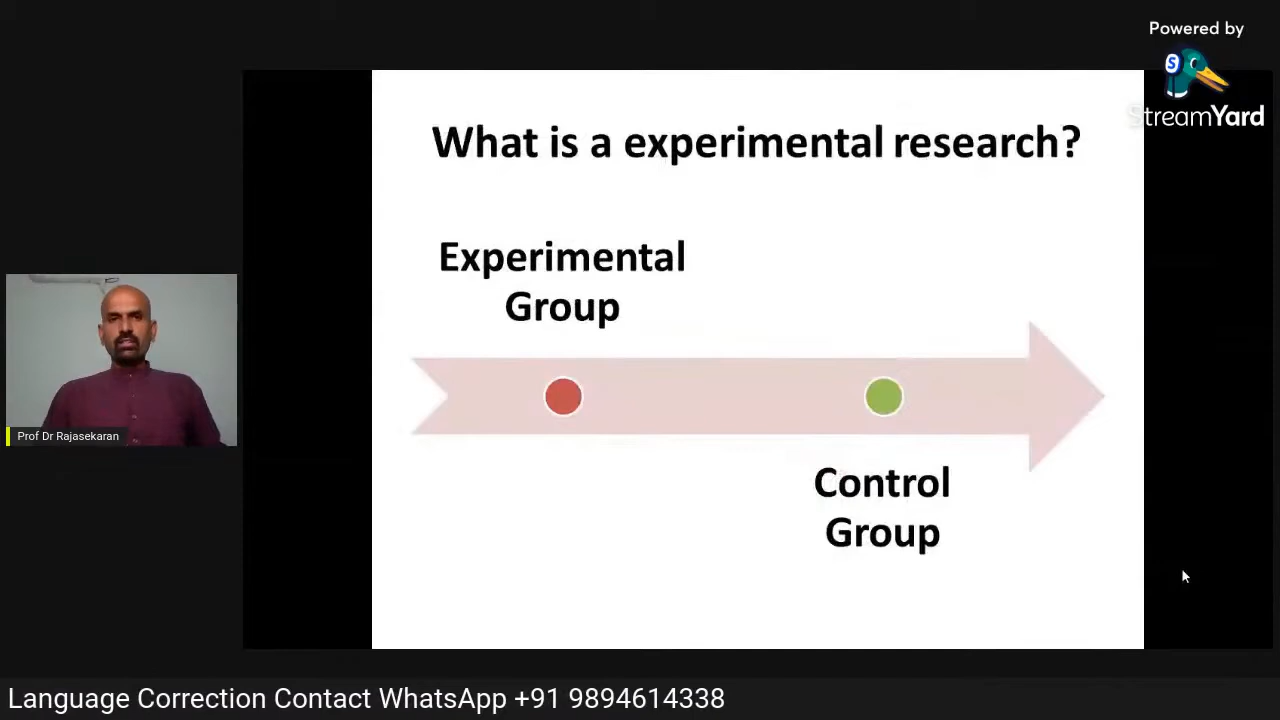 Powered by
StreamYard
What is a experimental research?
Experimental
Group
Control
Group
Prof Dr Rajasekaran
Language Correction Contact WhatsApp +91 9894614338